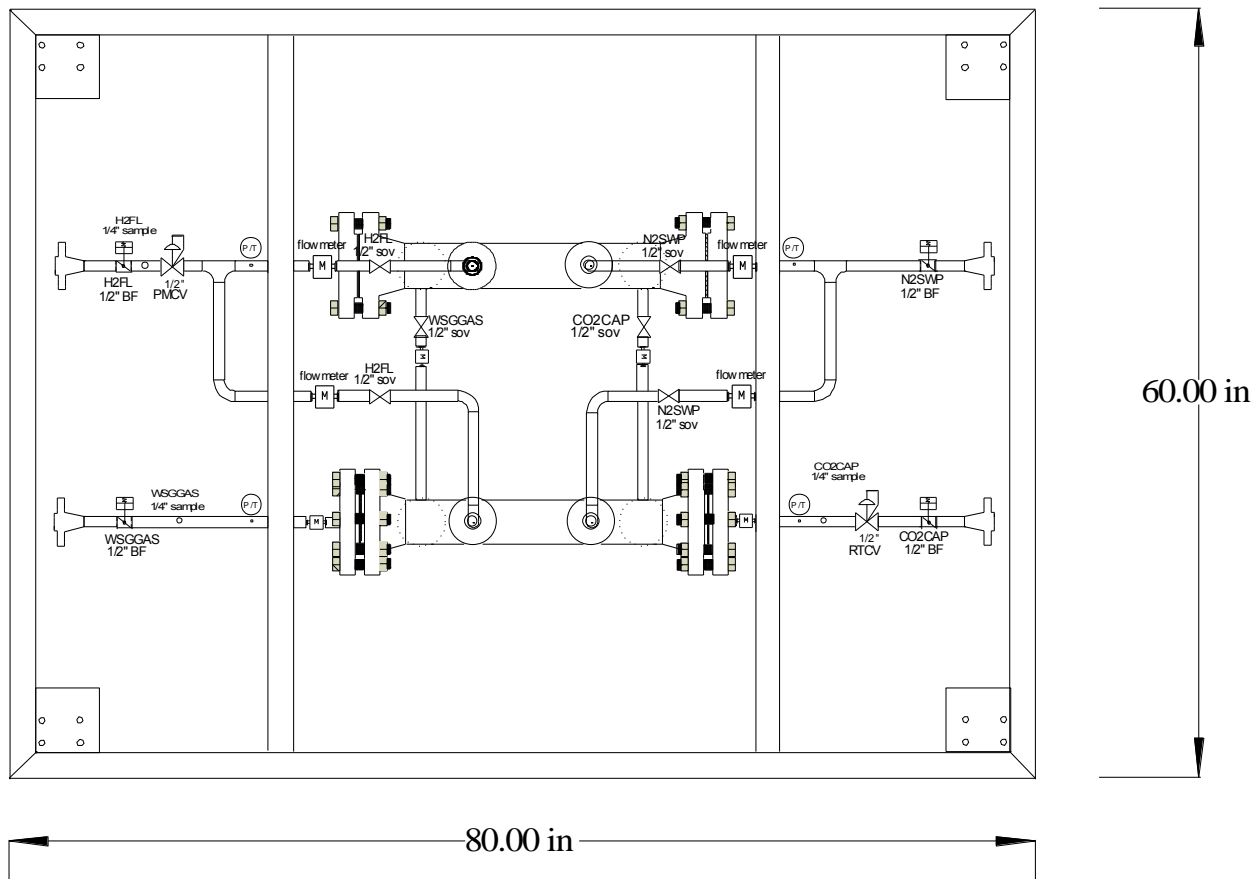 H2FL
1/4" sample
P/T
flow meter
H2FL
1/2" sov
N2SWP
1/2" sov
flow meter
P/T
M
M
H2FL
1/2" BF
1/2"
PMCV
N2SWP
1/2" BF
WSGGAS
1/2" sov
CO2CAP
1/2" sov
M
M
flow meter
H2FL
1/2" sov
flow meter
M
M
N2SWP
1/2" sov
60.00 in
WSGGAS
1/4" sample
P/T
CO2CAP
1/4" sample
P/T
M
M
WSGGAS
1/2" BF
1/2"
RTCV
CO2CAP
1/2" BF
80.00 in